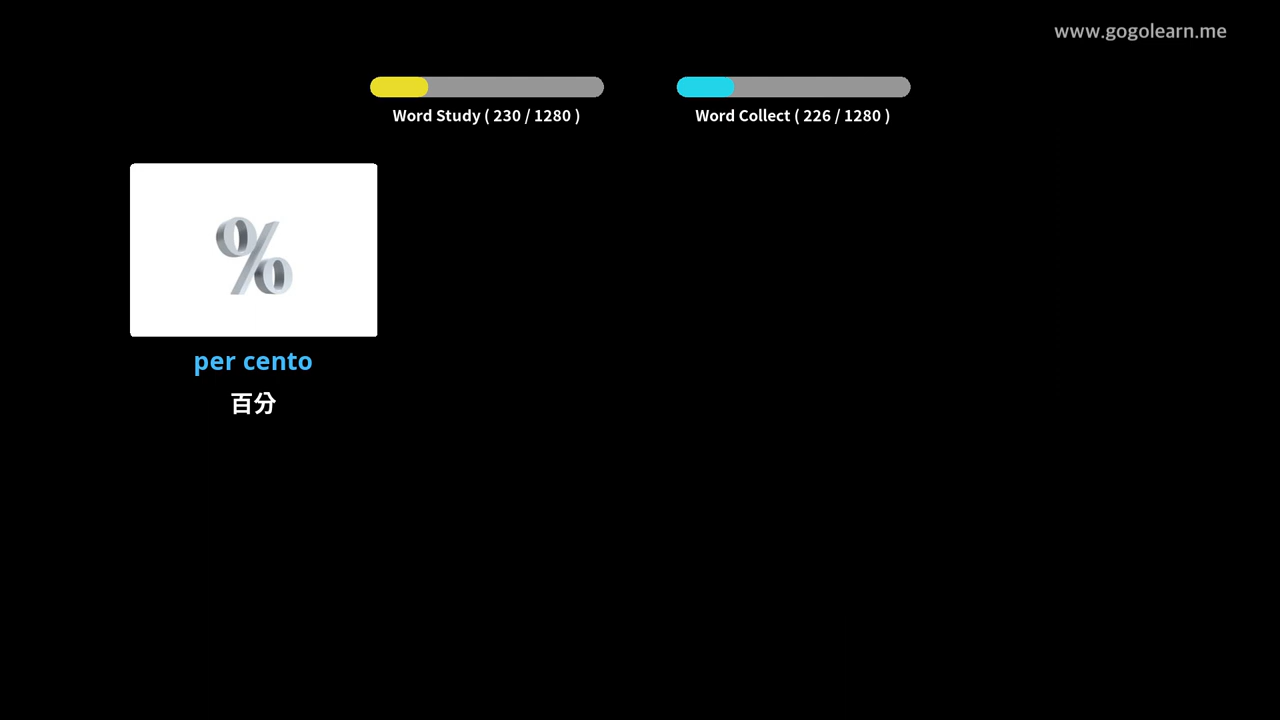 www.gogolearn.me
Word Study ( 230 / 1280 )
Word Collect ( 226 / 1280 )
%
per cento
百分